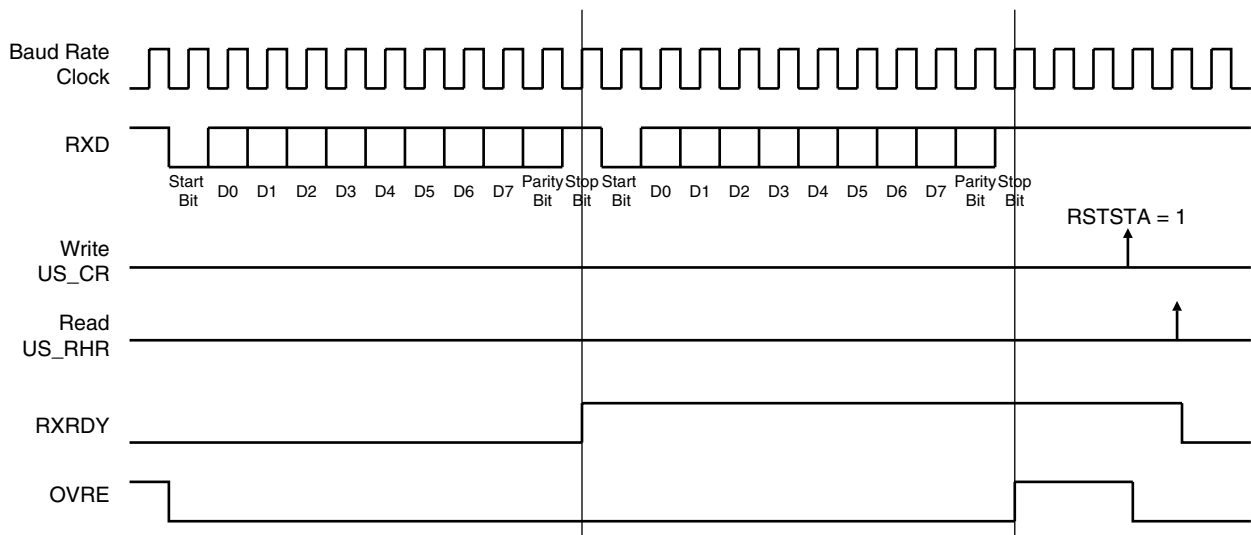 Baud Rate
Clock
RXD
Start
Bit
D0
D1
D2
D3
D4
D5
D6
D7
Parity
Bit
Stop
Bit
Start
Bit
D0
D1
D2
D3
D4
D5
D6
D7
Parity
Bit
Stop
Bit
RSTSTA = 1
Write
US_CR
Read
US_RHR
RXRDY
OVRE